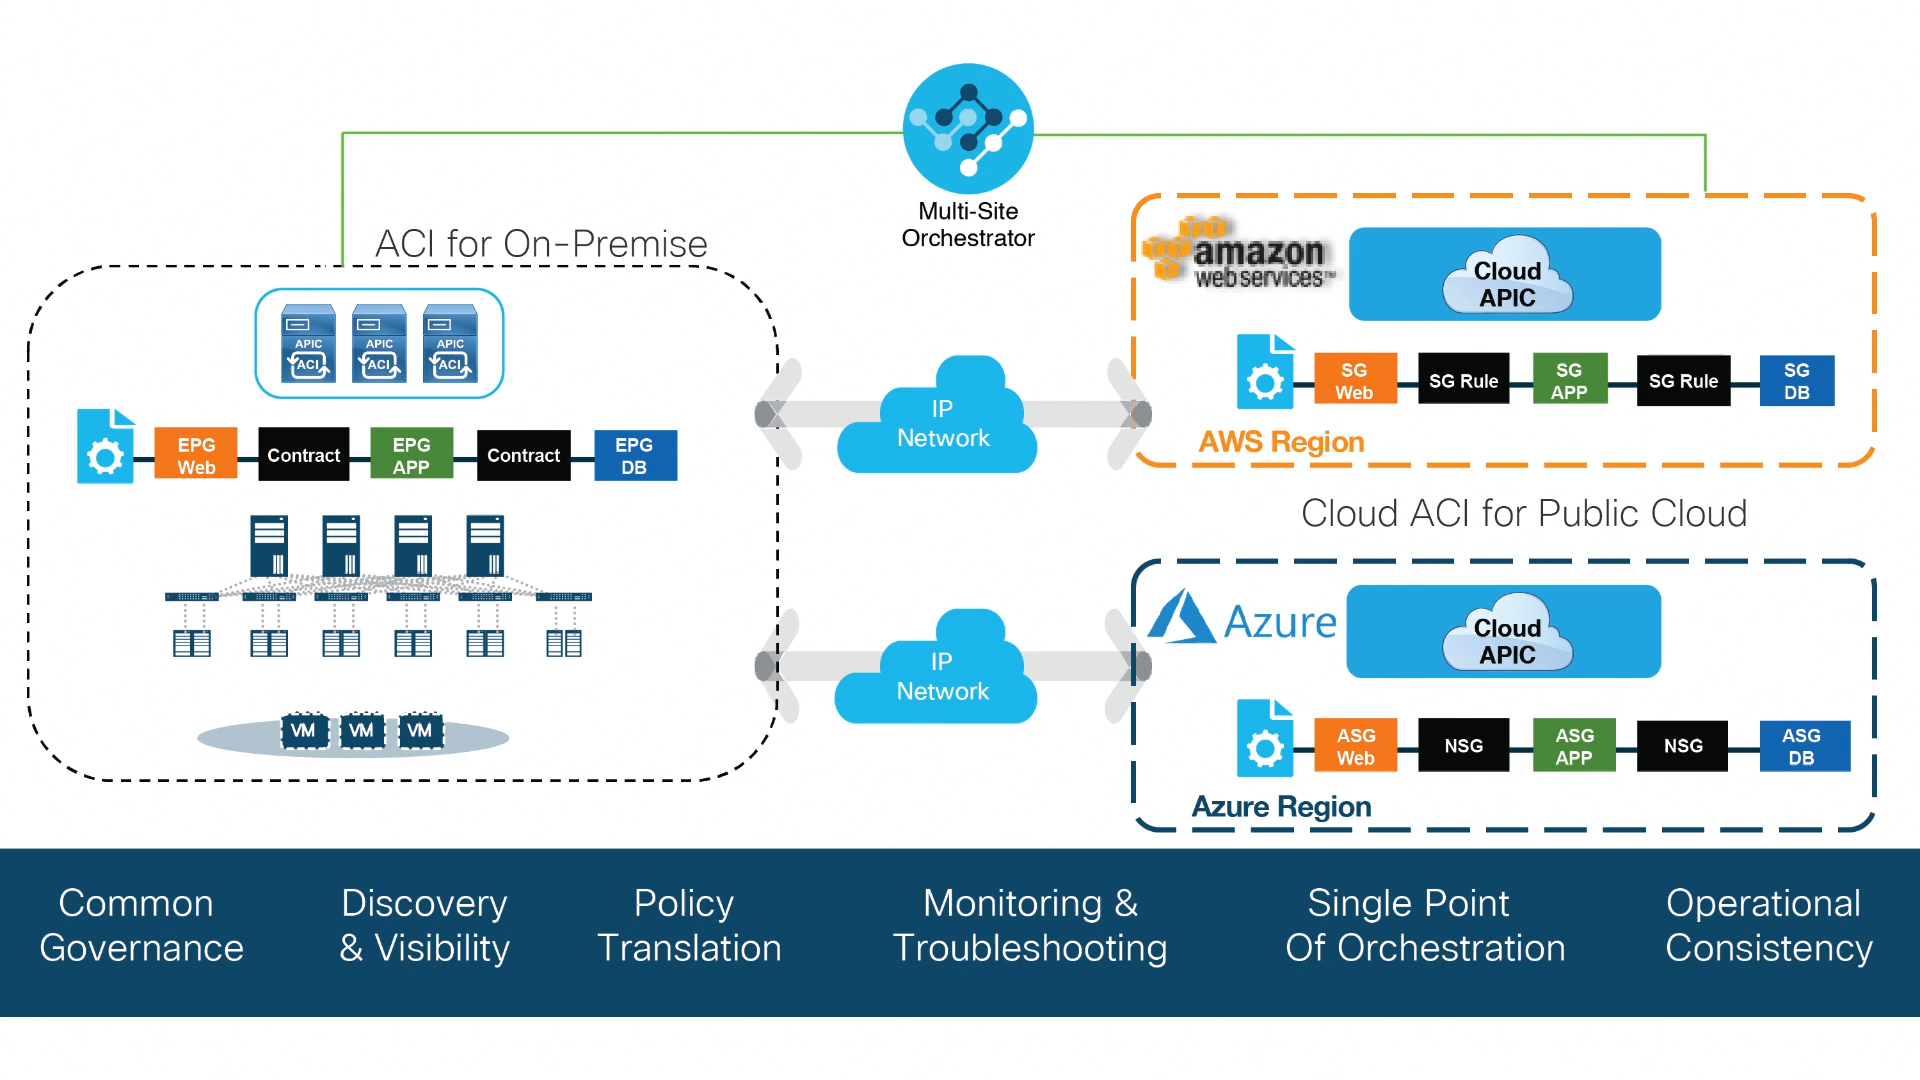 Multi-Site
Orchestrator
ACI for On-Premise
APIC
ACI
APIC
ACI
APIC
ACI
EPG
Web
Contract
EPG
APP
Contract
EPG
DB
VM
VM
VM
IP
Network
IP
Network
amazon
webservices™
Cloud
APIC
SG
Web
SG Rule
SG
APP
SG Rule
SG
DB
AWS Region
Cloud ACI for Public Cloud
Azure
Cloud
APIC
ASG
Web
NSG
ASG
APP
NSG
ASG
DB
Azure Region
Common
Governance
Discovery
& Visibility
Policy
Translation
Monitoring &
Troubleshooting
Single Point
Of Orchestration
Operational
Consistency